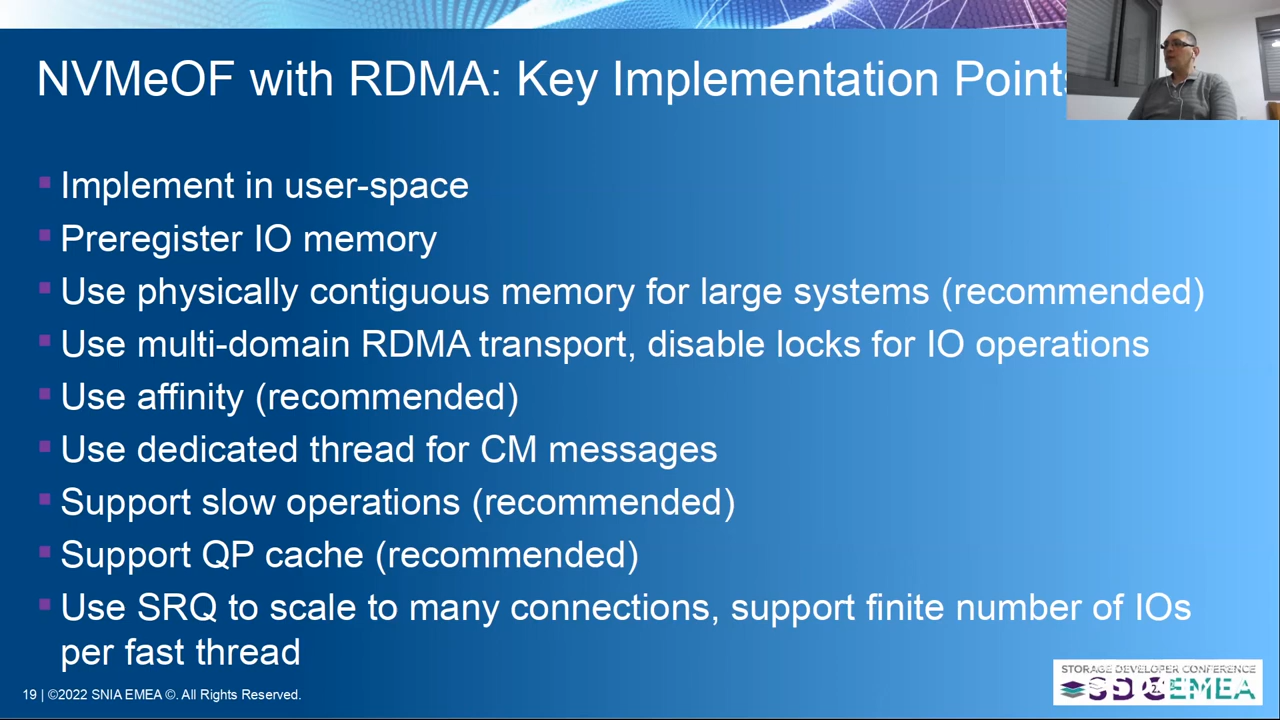 NVMeOF with RDMA: Key Implementation Points
Implement in user-space
Preregister IO memory
Use physically contiguous memory for large systems (recommended)
Use multi-domain RDMA transport, disable locks for IO operations
Use affinity (recommended)
Use dedicated thread for CM messages
Support slow operations (recommended)
Support QP cache (recommended)
Use SRQ to scale to many connections, support finite number of IOs
per fast thread
19 | ©2022 SNIA EMEA ©. All Rights Reserved.
STORAGE DEVELOPER CONFERENCE
EMEA